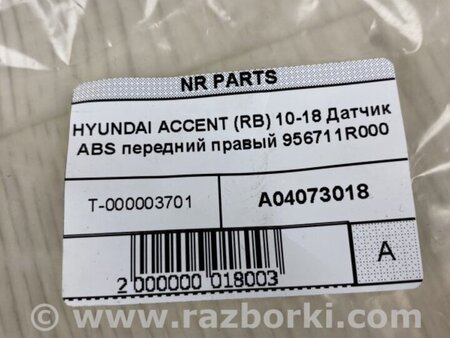 NR PARTS
HYUNDAI ACCENT (RB) 10-18 Датчик
ABS передний правый 956711R000
T-000003701
A04073018
A
2 000000 018003
© www.razborki.com